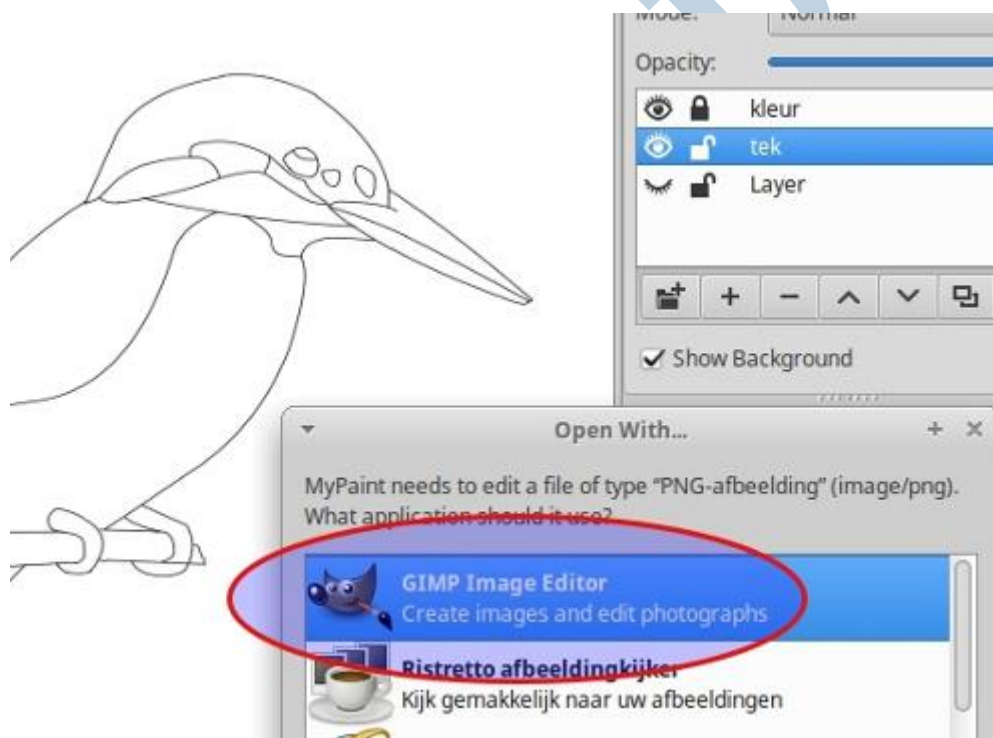 Mode: Normal
Opacity:
kleur
tek
Layer
Show Background
Open With...
MyPaint needs to edit a file of type “PNG-afbeelding” (image/png).
What application should it use?
GIMP Image Editor
Create images and edit photographs
Ristretto afbeeldingkijker
Kijk gemakkelijk naar uw afbeeldingen